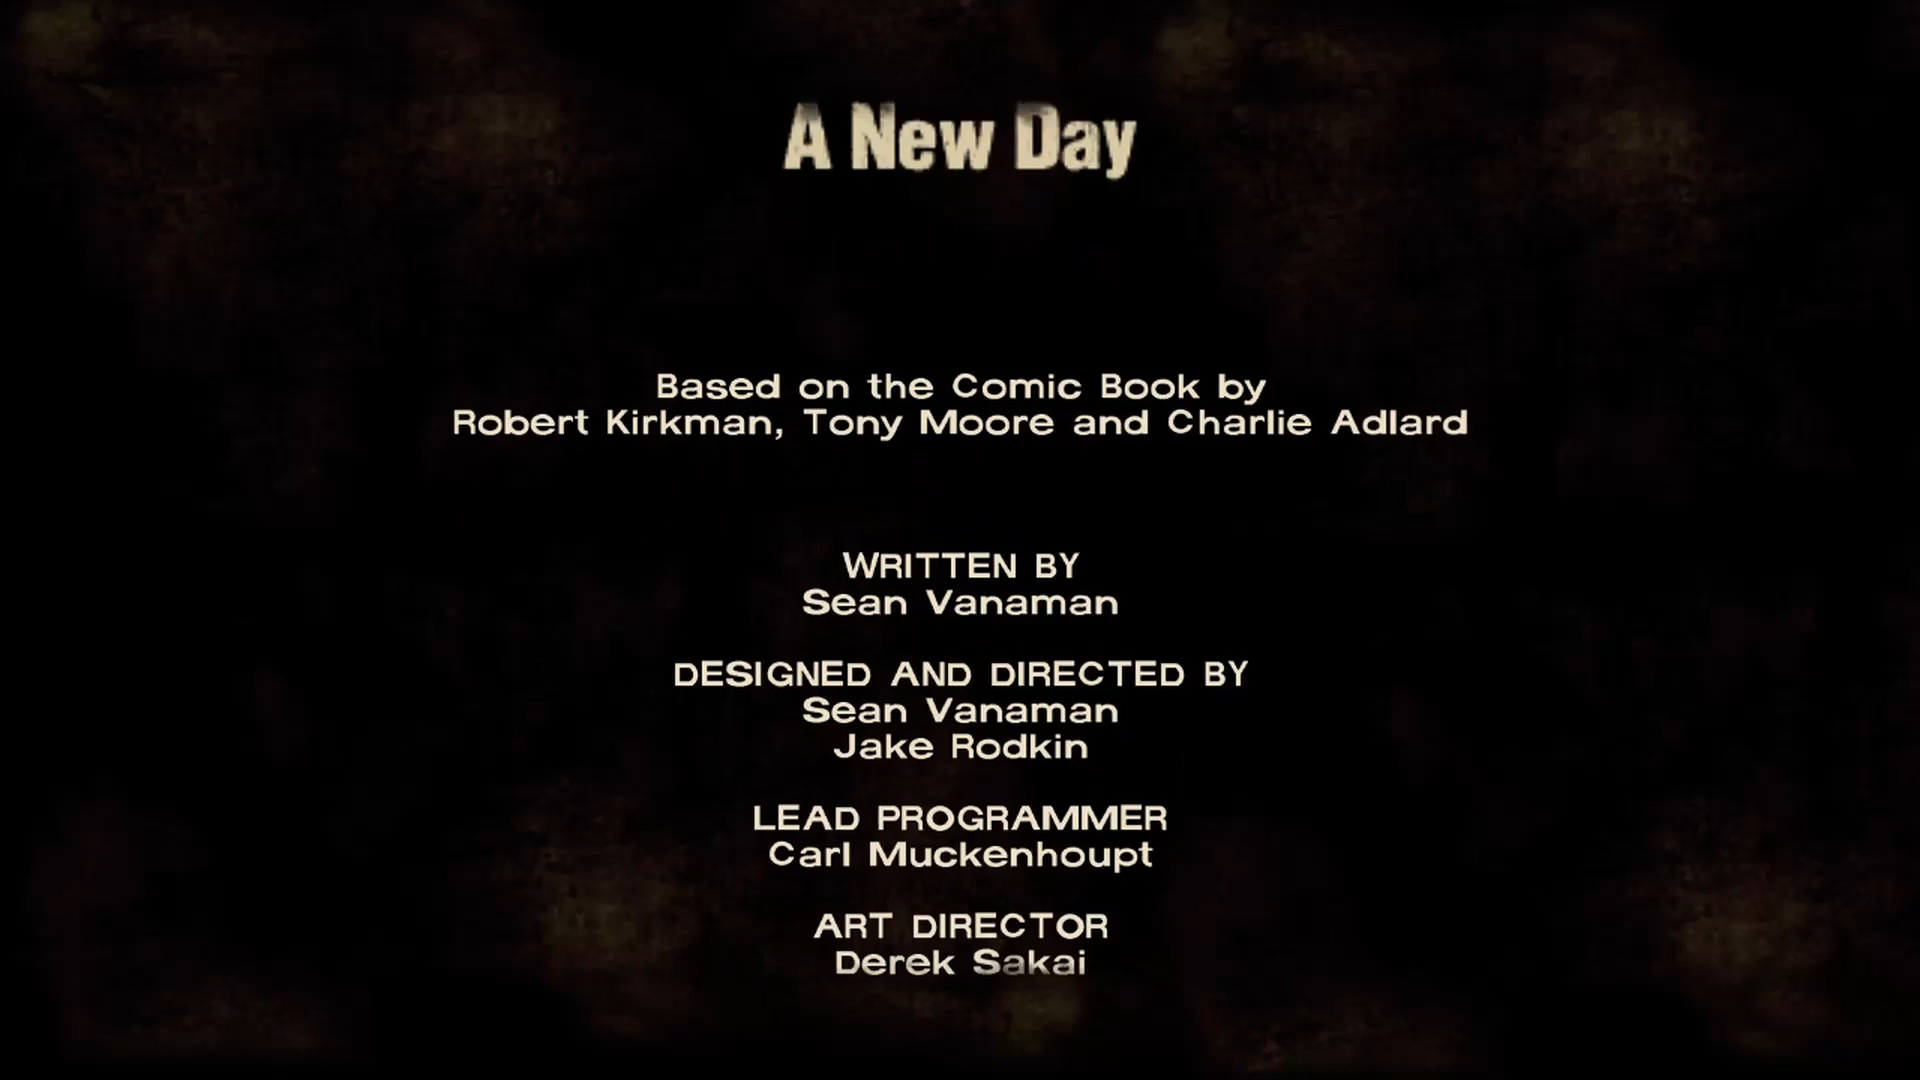 A New Day
Based on the Comic Book by
Robert Kirkman, Tony Moore and Charlie Adlard
WRITTEN BY
Sean Vanaman
DESIGNED AND DIRECTED BY
Sean Vanaman
Jake Rodkin
LEAD PROGRAMMER
Carl Muckenhoupt
ART DIRECTOR
Derek Sakai